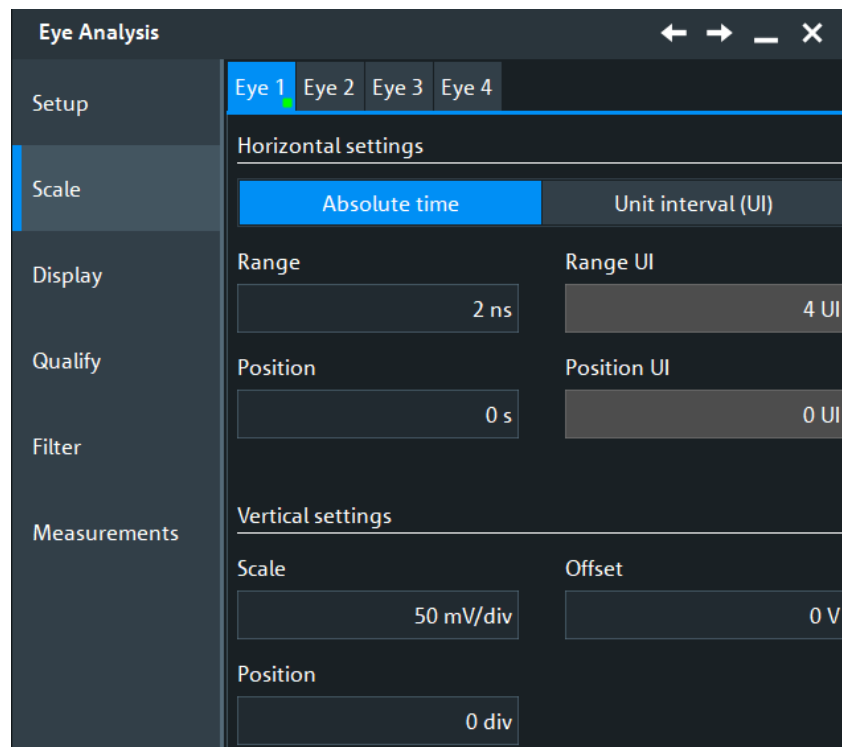 Eye Analysis
Setup
Scale
Display
Qualify
Filter
Measurements
Eye 1 Eye 2 Eye 3 Eye 4
Horizontal settings
Absolute time Unit interval (UI)
Range Range UI
2 ns 4 UI
Position Position UI
0 s 0 UI
Vertical settings
Scale Offset
50 mV/div 0 V
Position
0 div